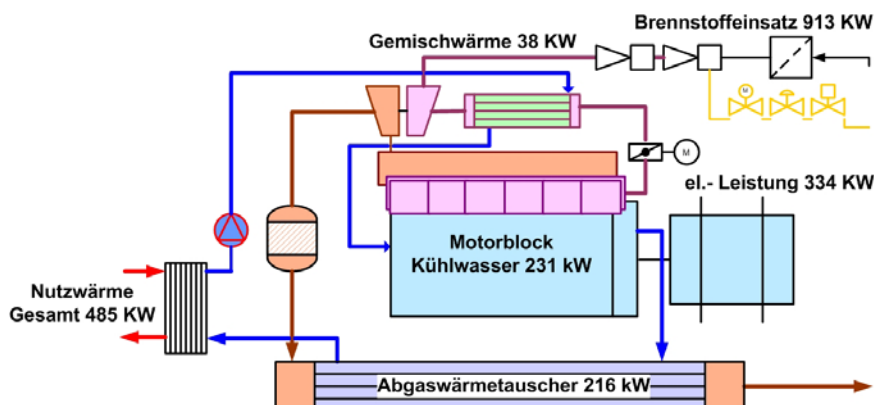 Brennstoffeinsatz 913 KW
Gemischwärme 38 KW
M
M
el.- Leistung 334 KW
Motorblock
Kühlwasser 231 kW
Nutzwärme
Gesamt 485 KW
Abgaswärmetauscher 216 kW